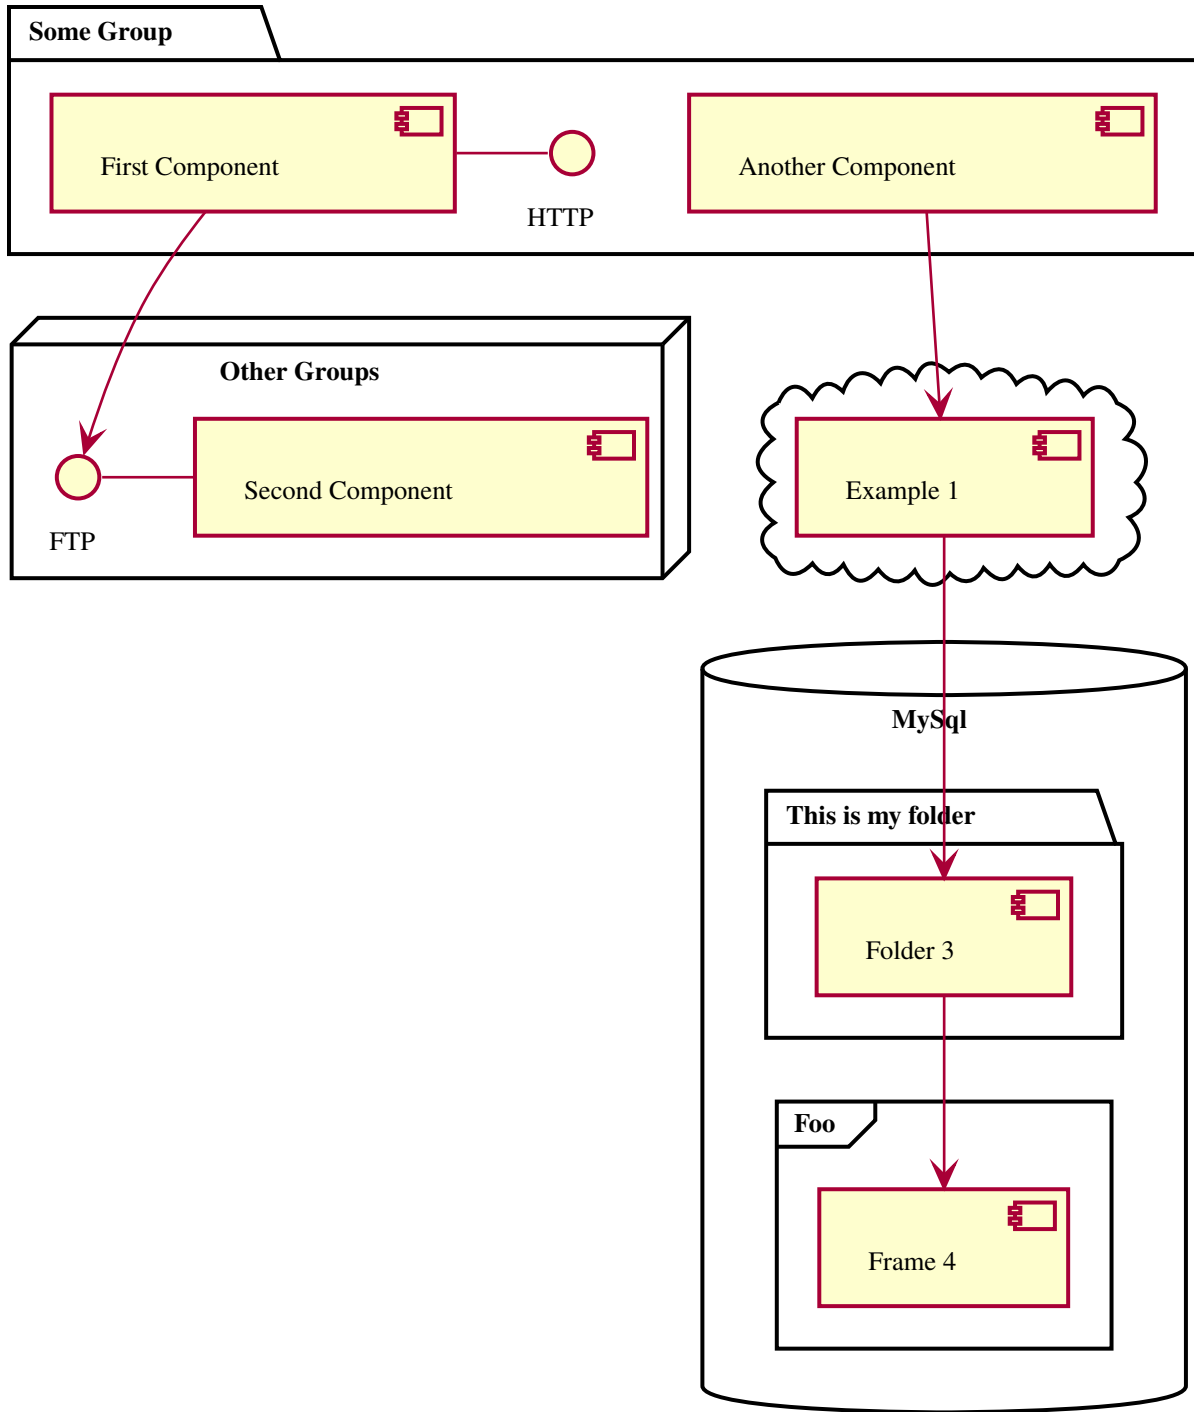 Some Group
First Component
HTTP
Another Component
Other Groups
FTP
Second Component
Example 1
MySql
This is my folder
Folder 3
Foo
Frame 4